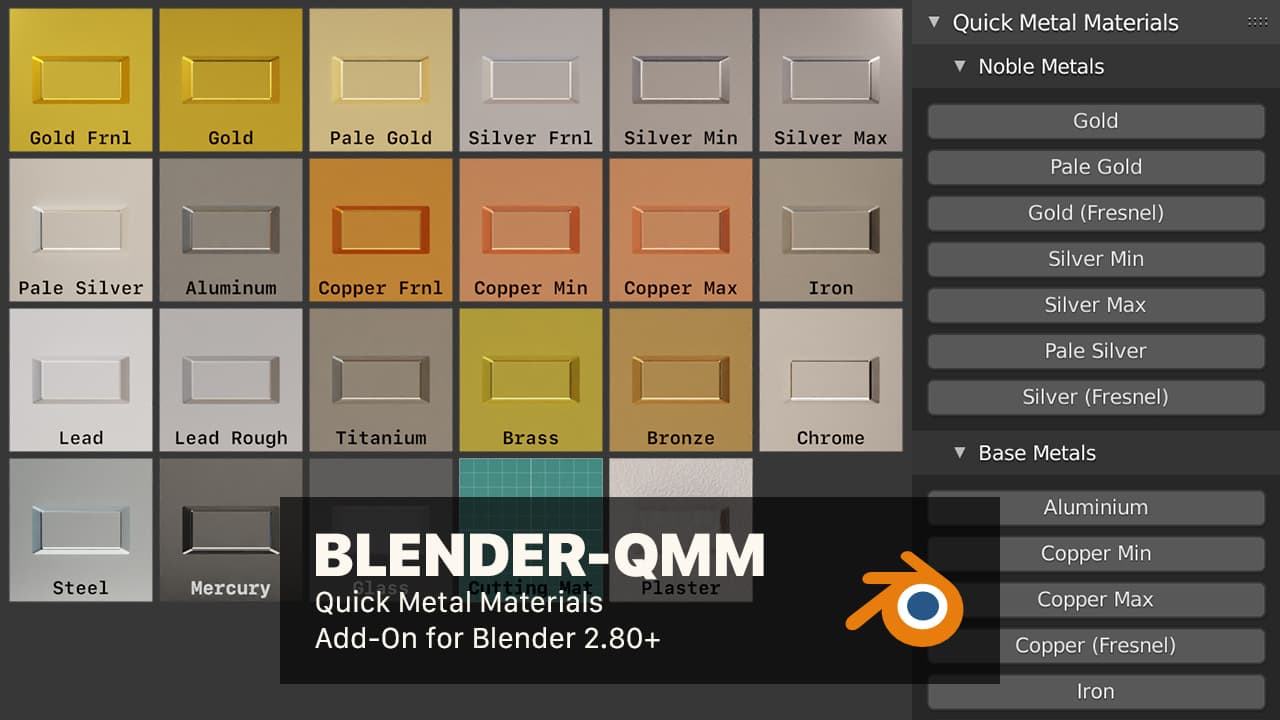 Gold Frnl
Gold
Pale Gold
Silver Frnl
Silver Min
Silver Max
Pale Silver
Aluminum
Copper Frnl
Copper Min
Copper Max
Iron
Lead
Lead Rough
Titanium
Brass
Bronze
Chrome
Steel
Mercury
Glass
Cutting Mat
Plaster
BLENDER-QMM
Quick Metal Materials
Add-On for Blender 2.80+
Quick Metal Materials
Noble Metals
Gold
Pale Gold
Gold (Fresnel)
Silver Min
Silver Max
Pale Silver
Silver (Fresnel)
Base Metals
Aluminium
Copper Min
Copper Max
Copper (Fresnel)
Iron